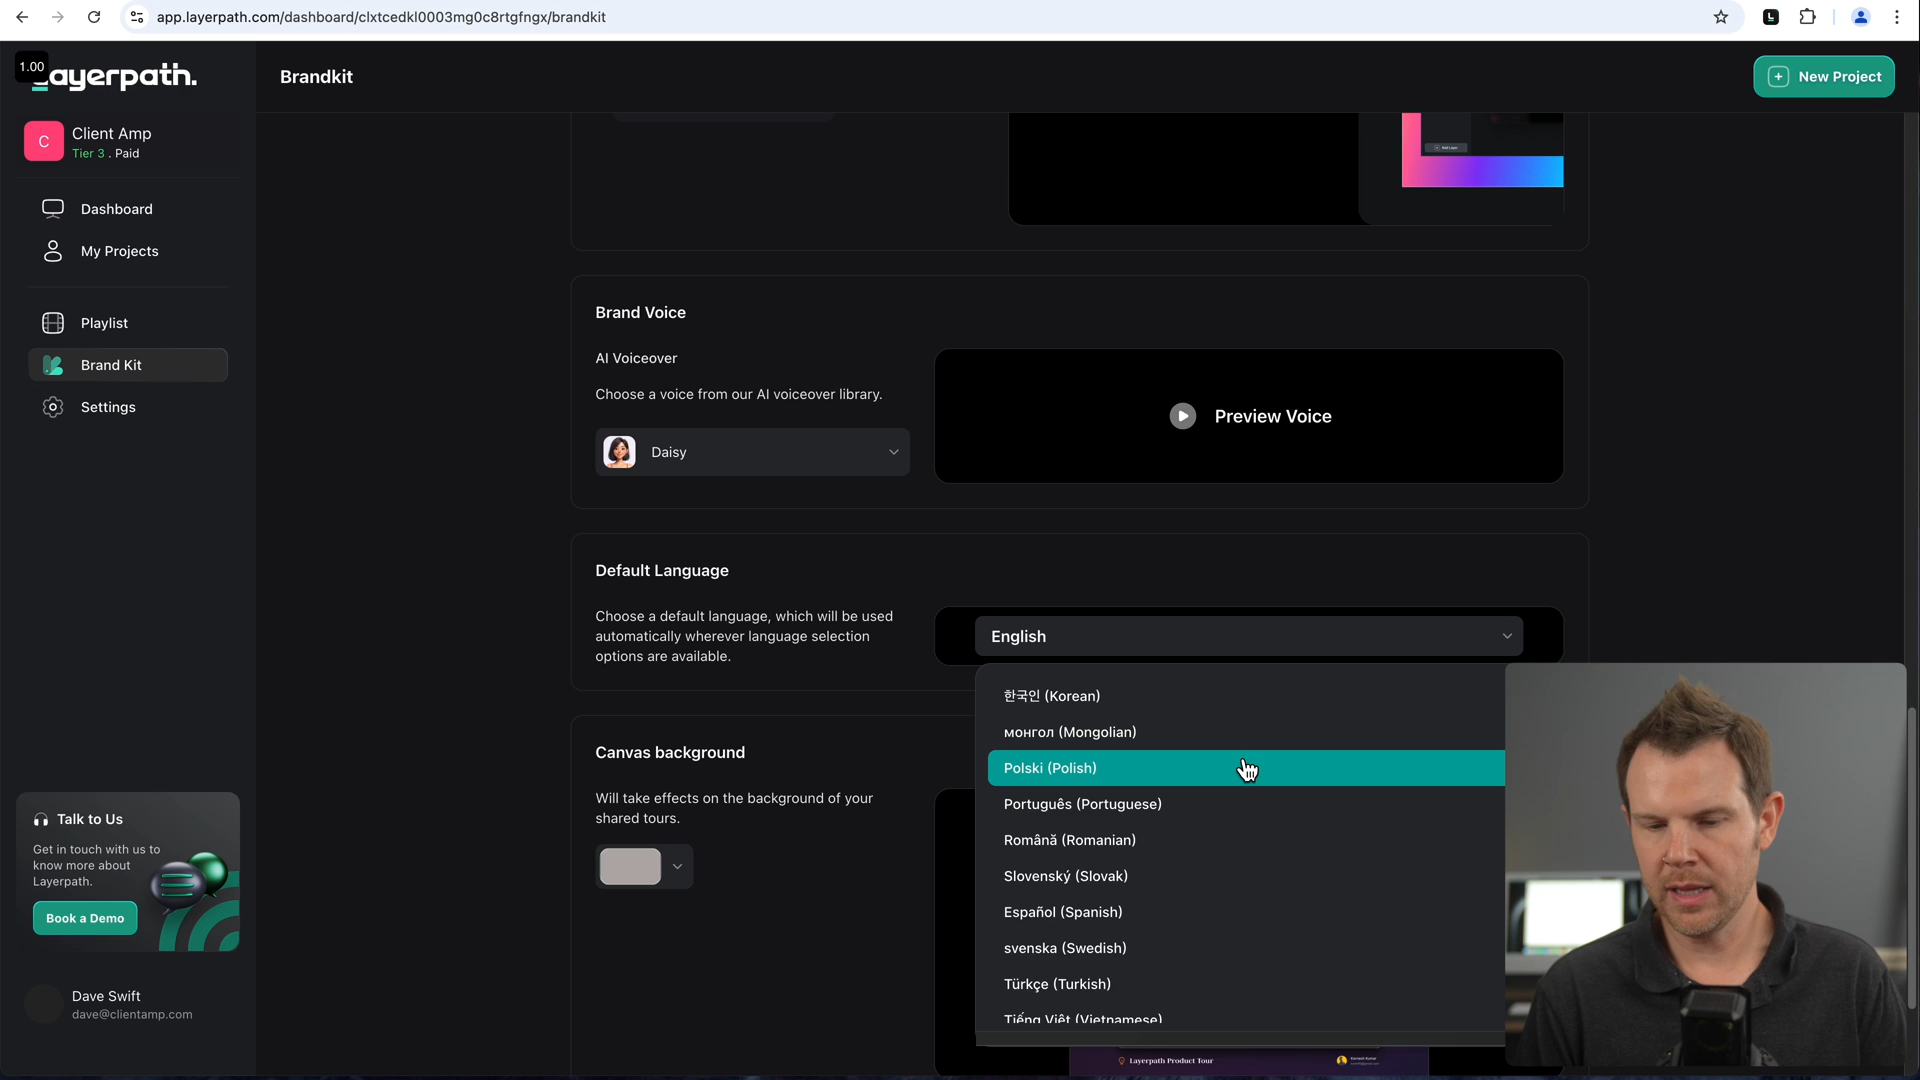 app.layerpath.com/dashboard/clxtcedkl0003mg0c8rtgfngx/brandkit
1.00
layerpath.
Brandkit
New Project
C
Client Amp
Tier 3 . Paid
Dashboard
My Projects
Playlist
Brand Kit
Settings
Add Layer
Brand Voice
AI Voiceover
Choose a voice from our AI voiceover library.
Daisy
Preview Voice
Default Language
Choose a default language, which will be used
automatically wherever language selection
options are available.
English
한국인 (Korean)
монгол (Mongolian)
Polski (Polish)
Português (Portuguese)
Română (Romanian)
Slovenský (Slovak)
Español (Spanish)
svenska (Swedish)
Türkçe (Turkish)
Tiếng Việt (Vietnamese)
Canvas background
Will take effects on the background of your
shared tours.
Talk to Us
Get in touch with us to
know more about
Layerpath.
Book a Demo
Dave Swift
dave@clientamp.com
Layerpath Product Tour